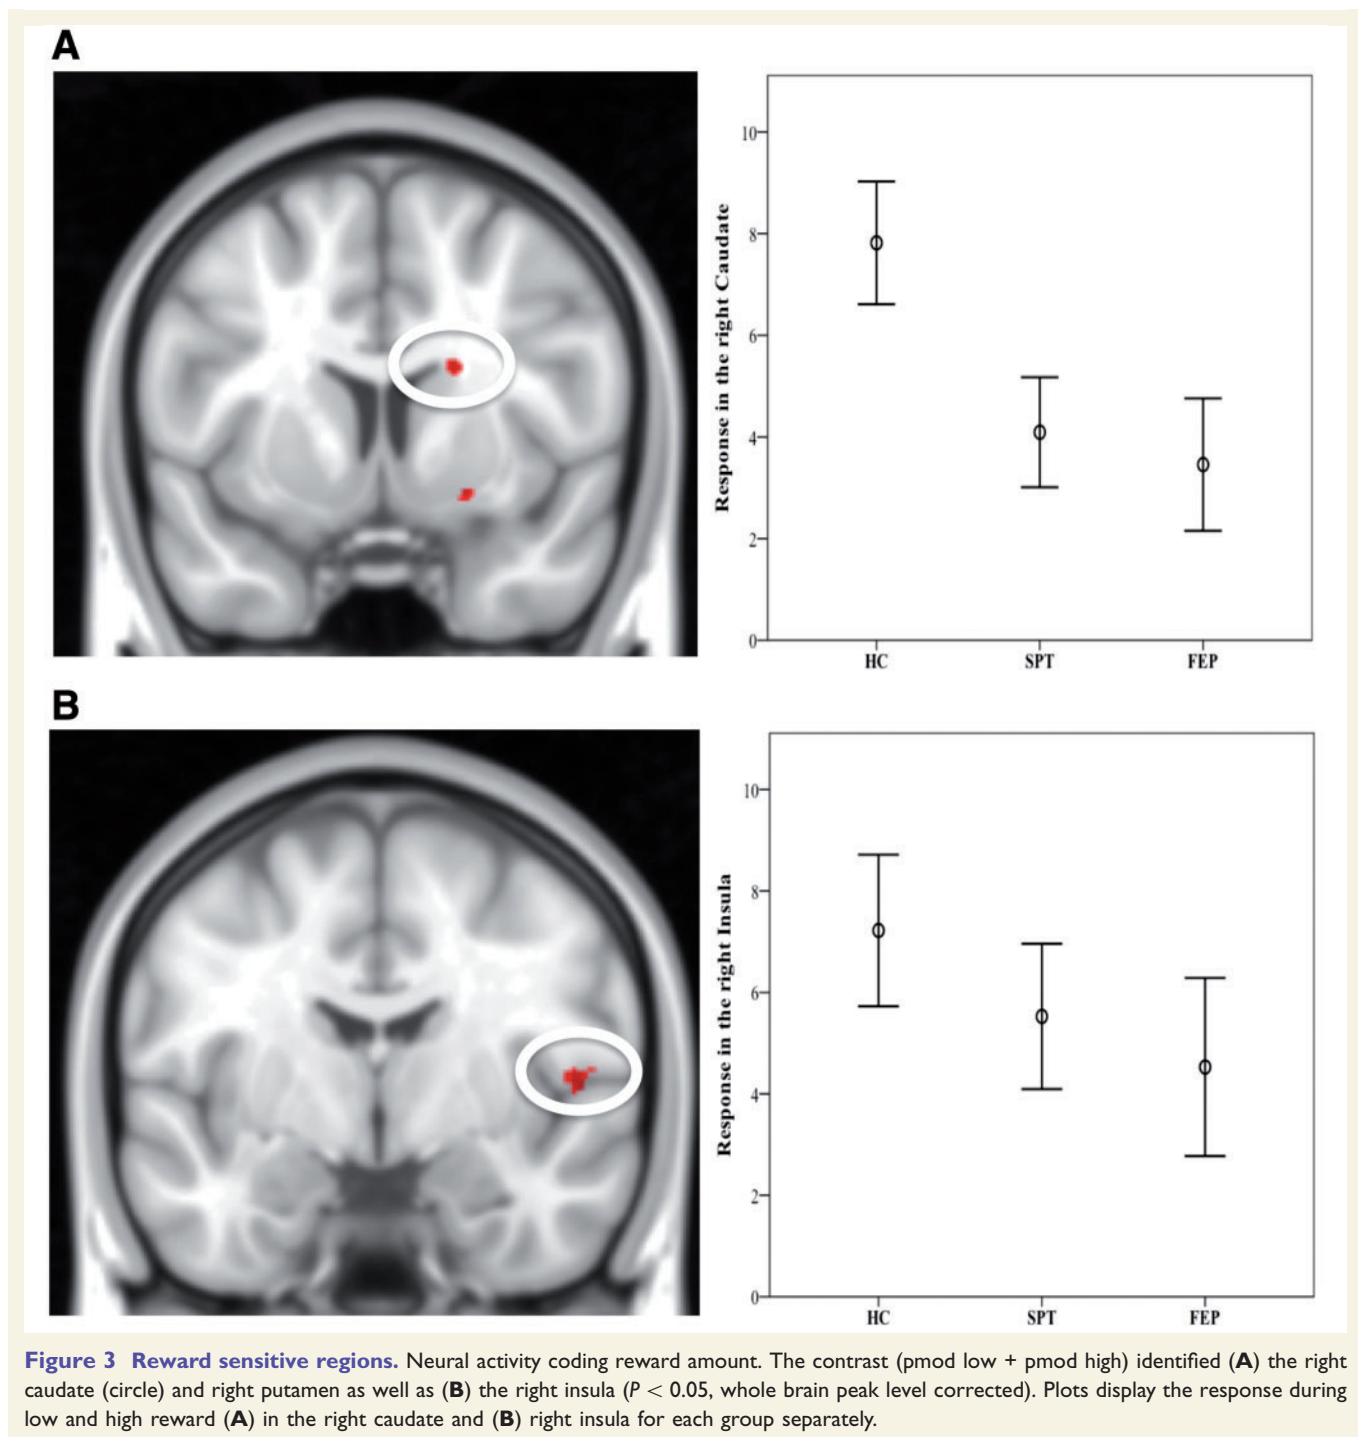 A
10
8
6
4
2
0
Response in the right Caudate
HC SPT FEP
B
10
8
6
4
2
0
Response in the right Insula
HC SPT FEP
Figure 3 Reward sensitive regions. Neural activity coding reward amount. The contrast (pmod low + pmod high) identified (A) the right
caudate (circle) and right putamen as well as (B) the right insula (P < 0.05, whole brain peak level corrected). Plots display the response during
low and high reward (A) in the right caudate and (B) right insula for each group separately.